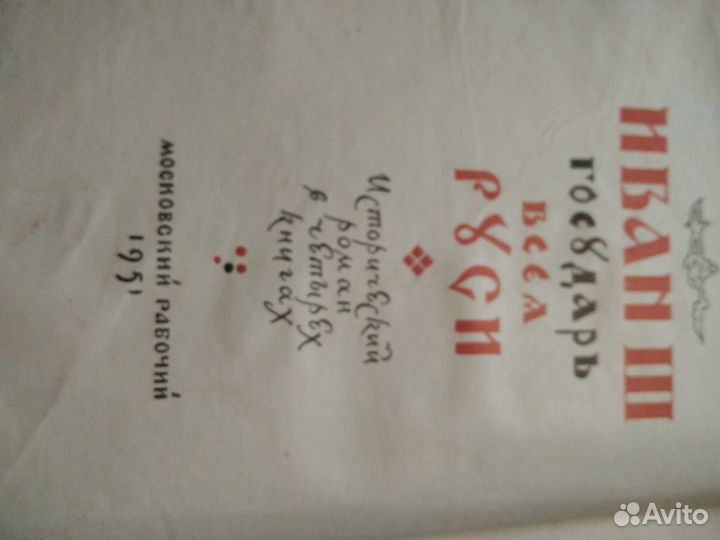 ИВАН III
ГОСУДАРЬ
ВСЕЯ
РУСИ
Исторический
роман
в четырех
книгах
МОСКОВСКИЙ РАБОЧИЙ
1951
Avito